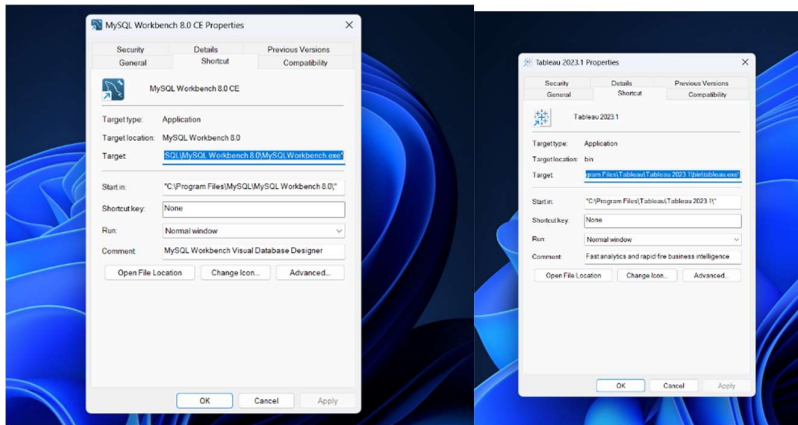 MySQL Workbench 8.0 CE Properties
Security Details Previous Versions
General Shortcut Compatibility
MySQL Workbench 8.0 CE
Target type: Application
Target location: MySQL Workbench 8.0
Target SQL\MySQL Workbench 8.0\MySQLWorkbench.exe"
Start in: "C:\Program Files\MySQL\MySQL Workbench 8.0\"
Shortcut key: None
Run: Normal window
Comment: MySQL Workbench Visual Database Designer
Open File Location Change Icon... Advanced...
OK Cancel Apply
Tableau 2023.1 Properties
Security Details Previous Versions
General Shortcut Compatibility
Tableau 2023.1
Target type: Application
Target location: bin
Target gram Files\Tableau\Tableau 2023.1\bin\tableau.exe"
Start in: "C:\Program Files\Tableau\Tableau 2023.1\"
Shortcut key: None
Run: Normal window
Comment: Fast analytics and rapid fire business intelligence
Open File Location Change Icon... Advanced...
OK Cancel Apply